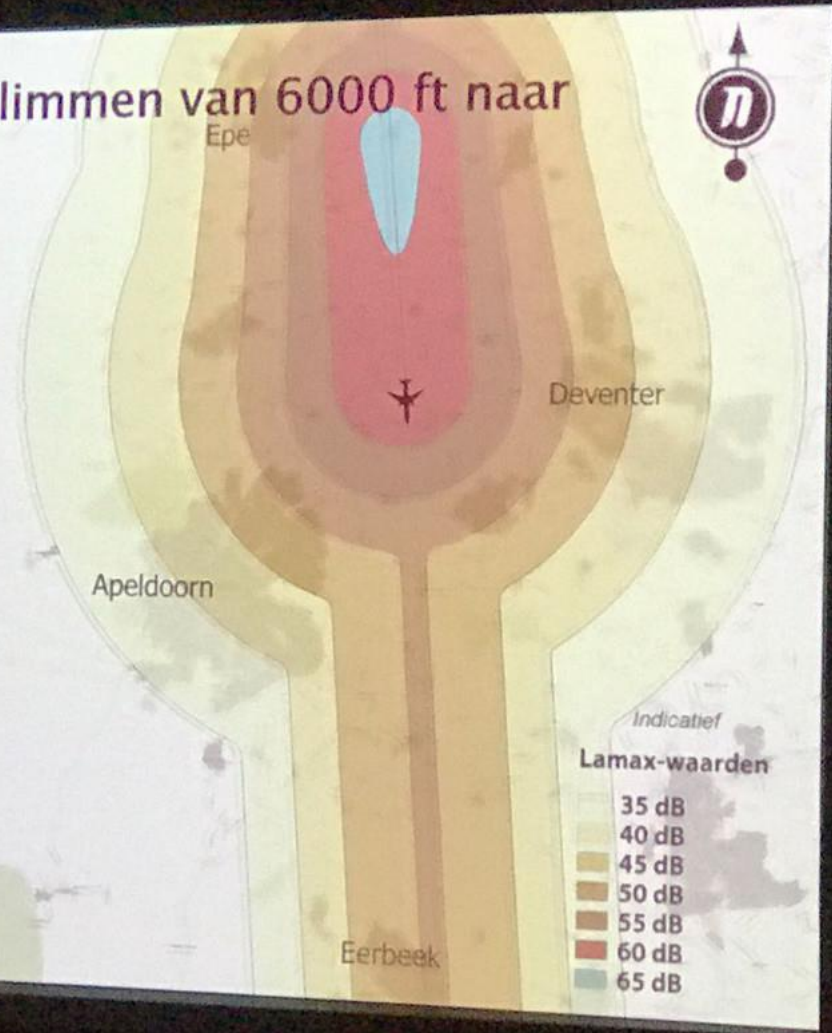 limmen van 6000 ft naar
Epe
Deventer
Apeldoorn
Indicatief
Lamax-waarden
35 dB
40 dB
45 dB
50 dB
55 dB
60 dB
65 dB
Eerbeek